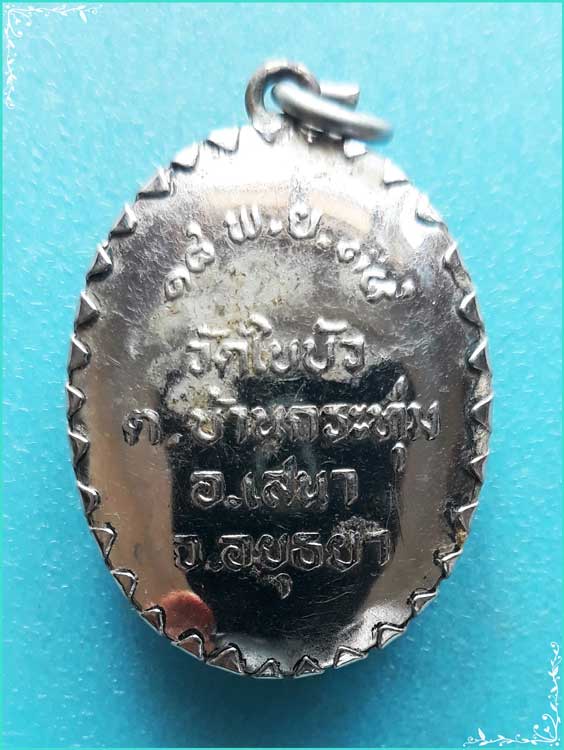 ๑๘ พ.ย. ๑๕
วัดใบบัว
ต.บ้านกระทุ่ม
อ.เสนา
จ.อยุธยา